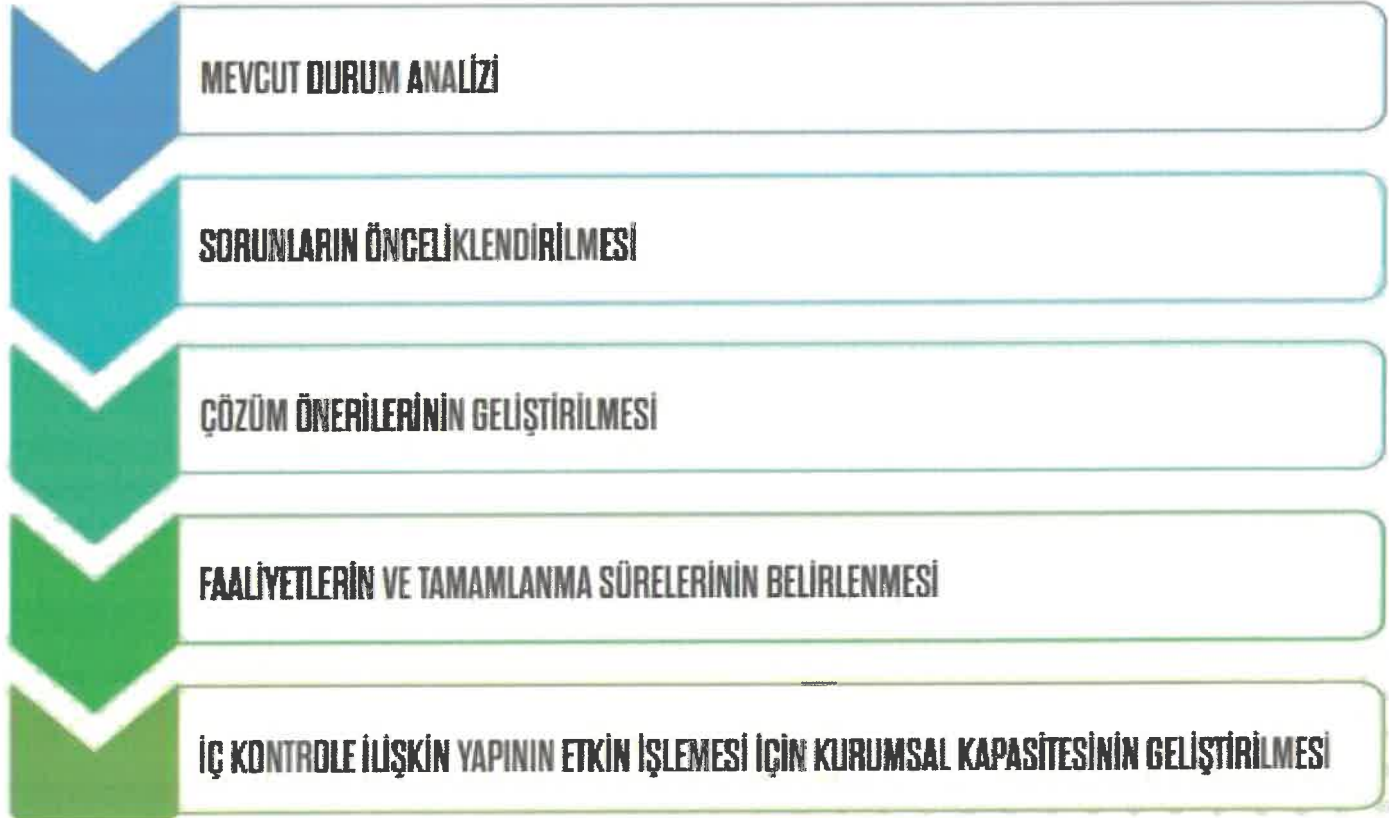 MEVCUT DURUM ANALİZİ
SORUNLARIN ÖNCELİKLENDİRİLMESİ
ÇÖZÜM ÖNERİLERİNİN GELİŞTİRİLMESİ
FAALİYETLERİN VE TAMAMLANMA SÜRELERİNİN BELİRLENMESİ
İÇ KONTROLE İLİŞKİN YAPININ ETKİN İŞLEMESİ İÇİN KURUMSAL KAPASİTESİNİN GELİŞTİRİLMESİ